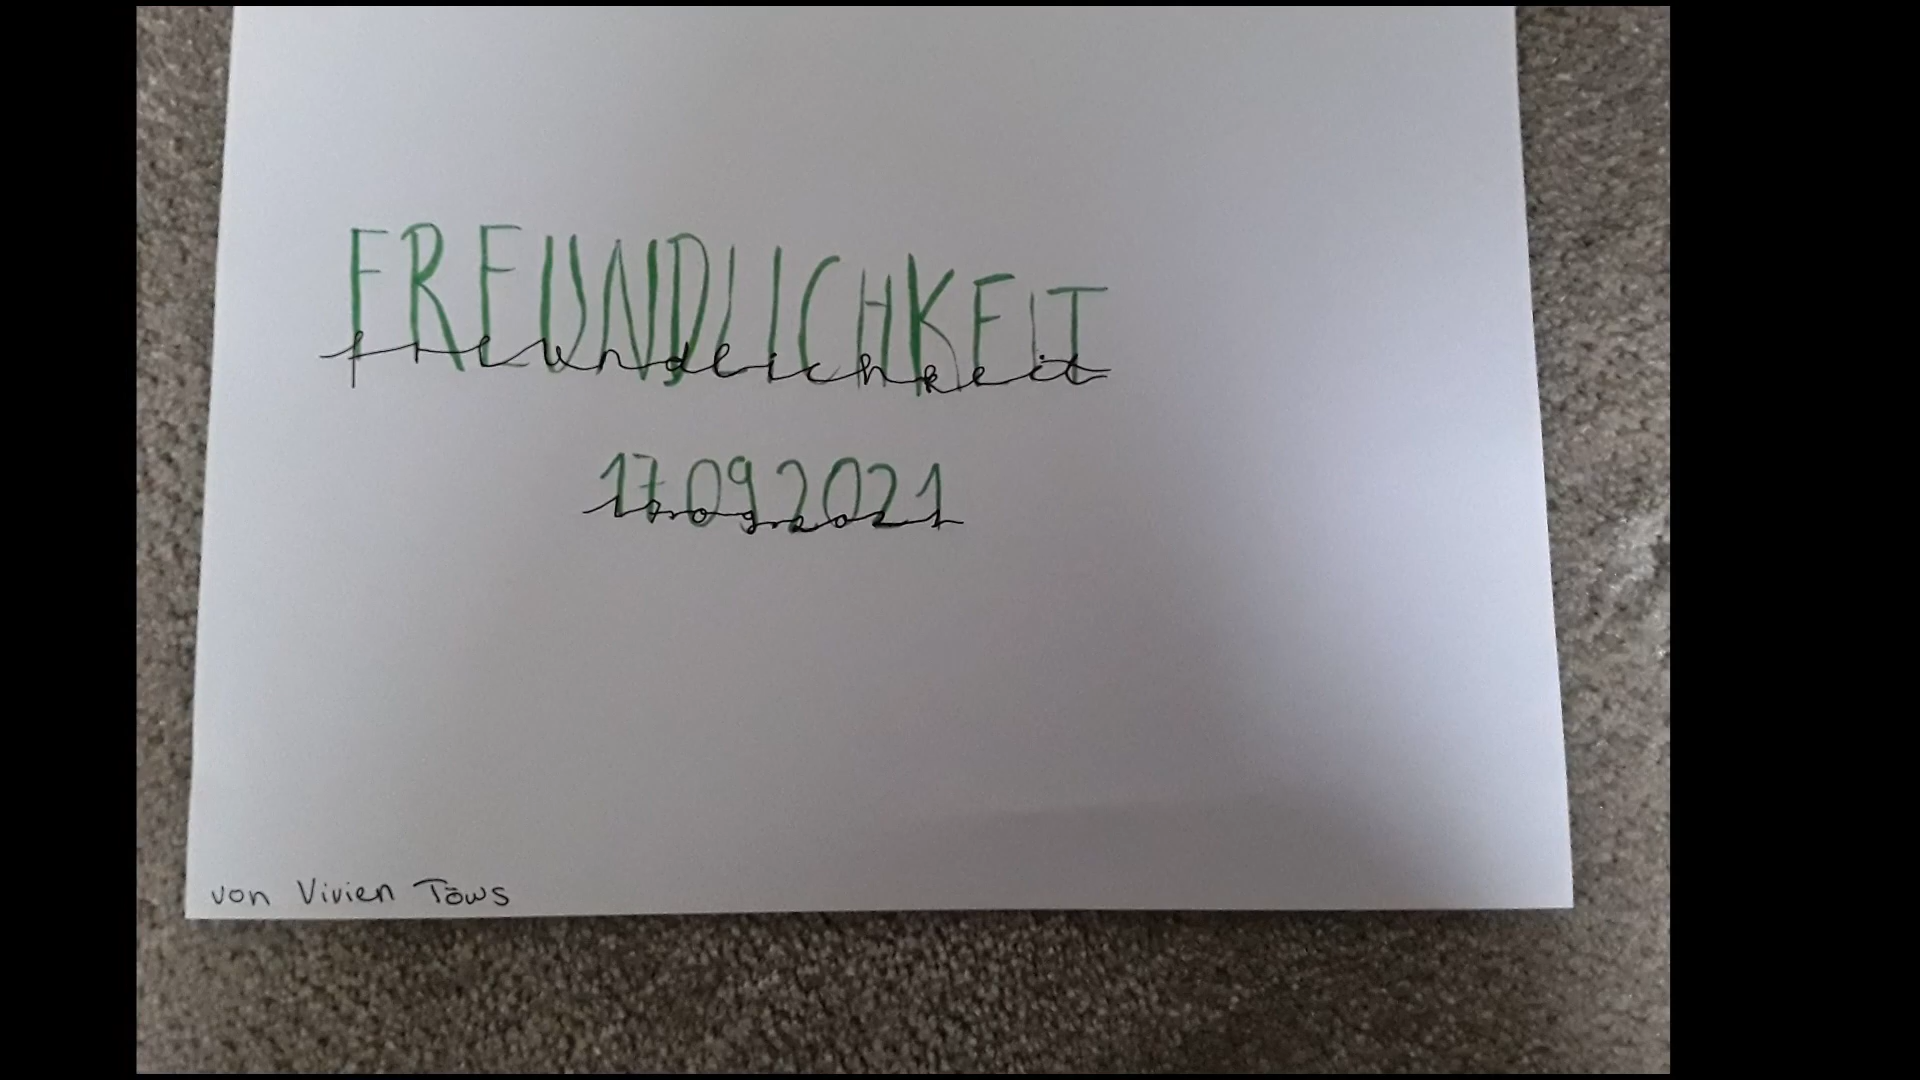 FREUNDLICHKEIT
freundlichkeit
17.09.2021
17.09.2021
von Vivien Töws